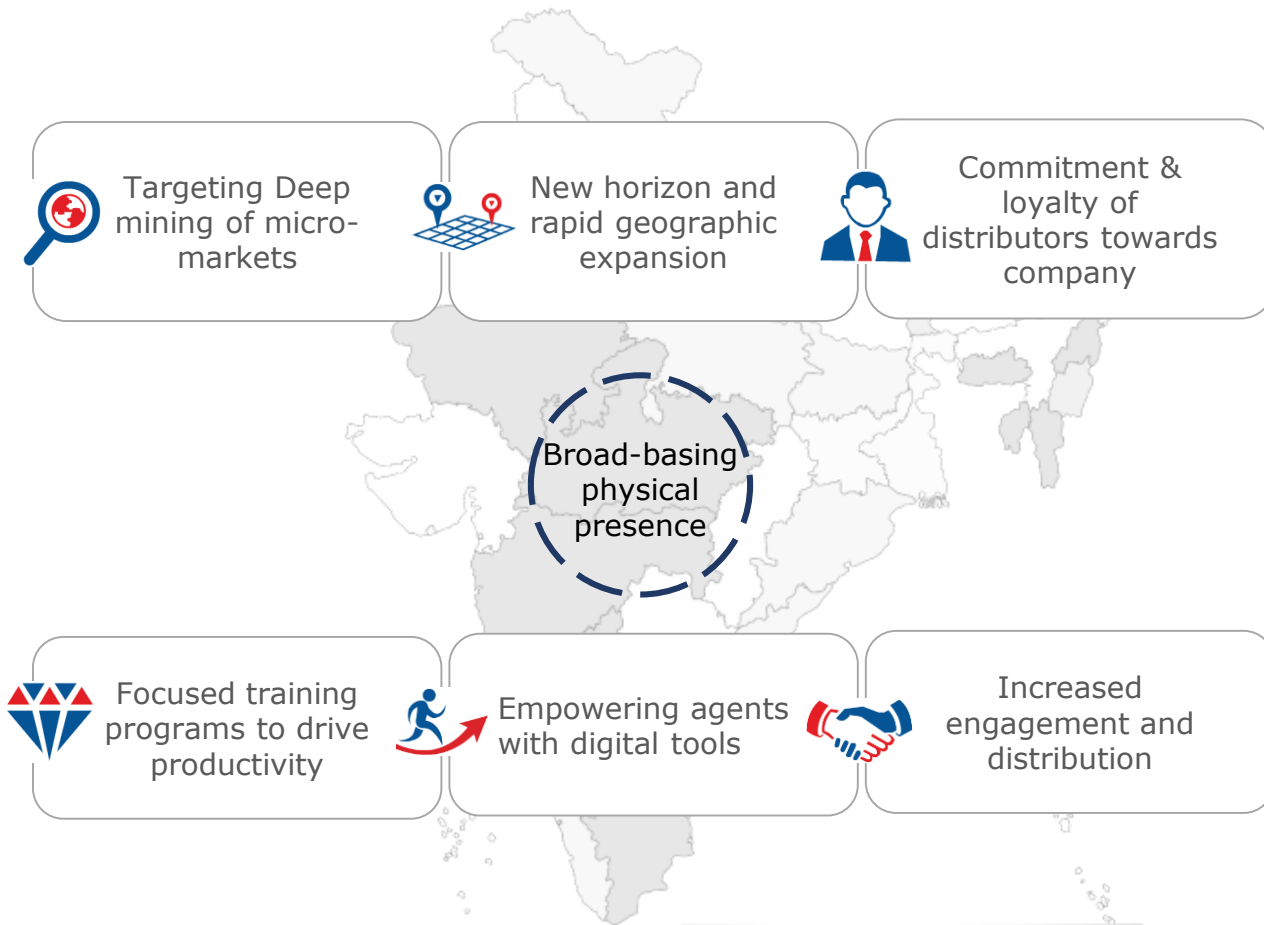 Targeting Deep
mining of micro-
markets
New horizon and
rapid geographic
expansion
Commitment &
loyalty of
distributors towards
company
Broad-basing
physical
presence
Focused training
programs to drive
productivity
Empowering agents
with digital tools
Increased
engagement and
distribution